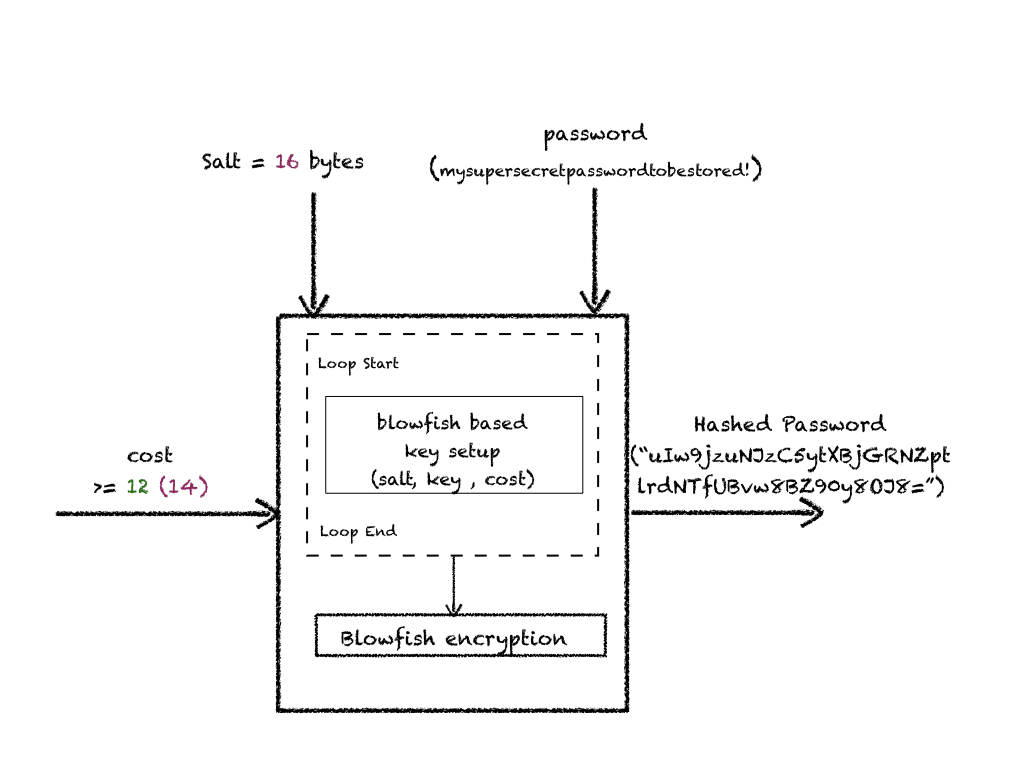 password
Salt = 16 bytes
(mysupersecretpasswordtobestored!)
Loop Start
blowfish based
key setup
(salt, key , cost)
Loop End
Blowfish encryption
cost
>= 12 (14)
Hashed Password
("uIw9jzuNJzC5ytXBjGRNZpt
lrdNTfUBvw8BZ90y80J8=")